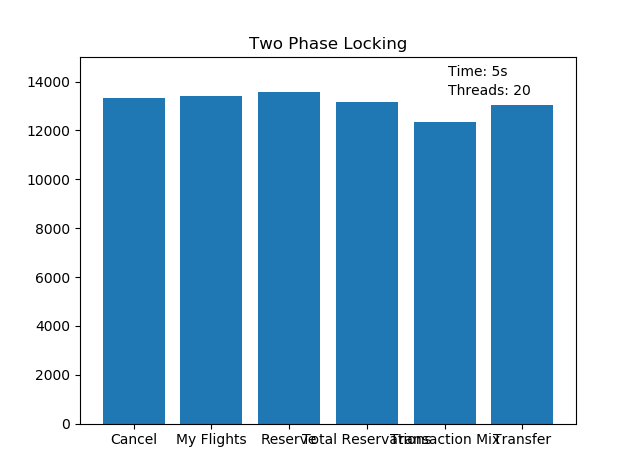 Two Phase Locking
Time: 5s
Threads: 20
14000
12000
10000
8000
6000
4000
2000
0
Cancel My Flights Reserve Total Reservations Transaction Mix Transfer